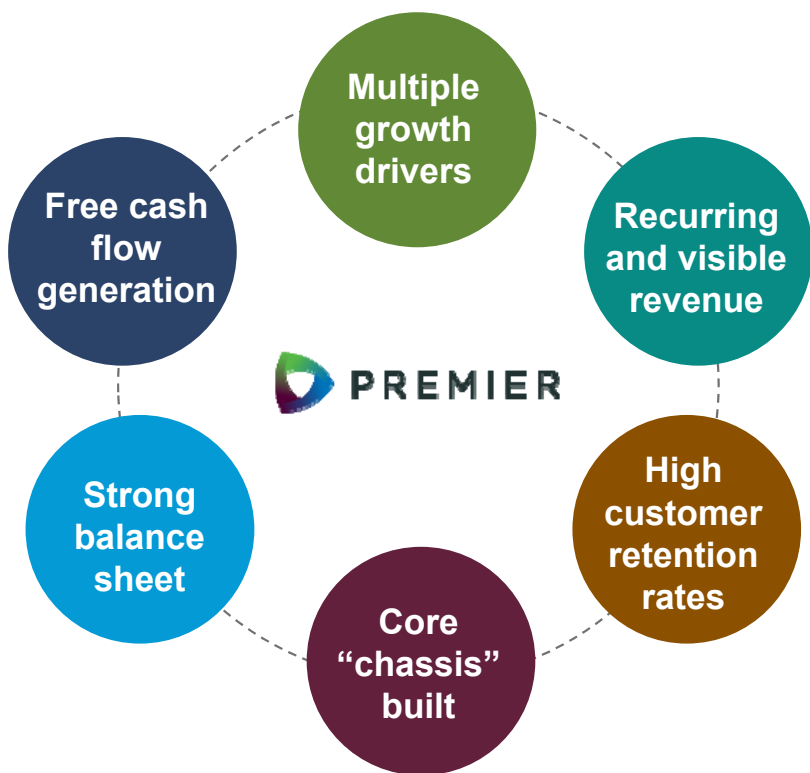 Multiple
growth
drivers
Recurring
and visible
revenue
High
customer
retention
rates
Core
“chassis”
built
Strong
balance
sheet
Free cash
flow
generation
PREMIER